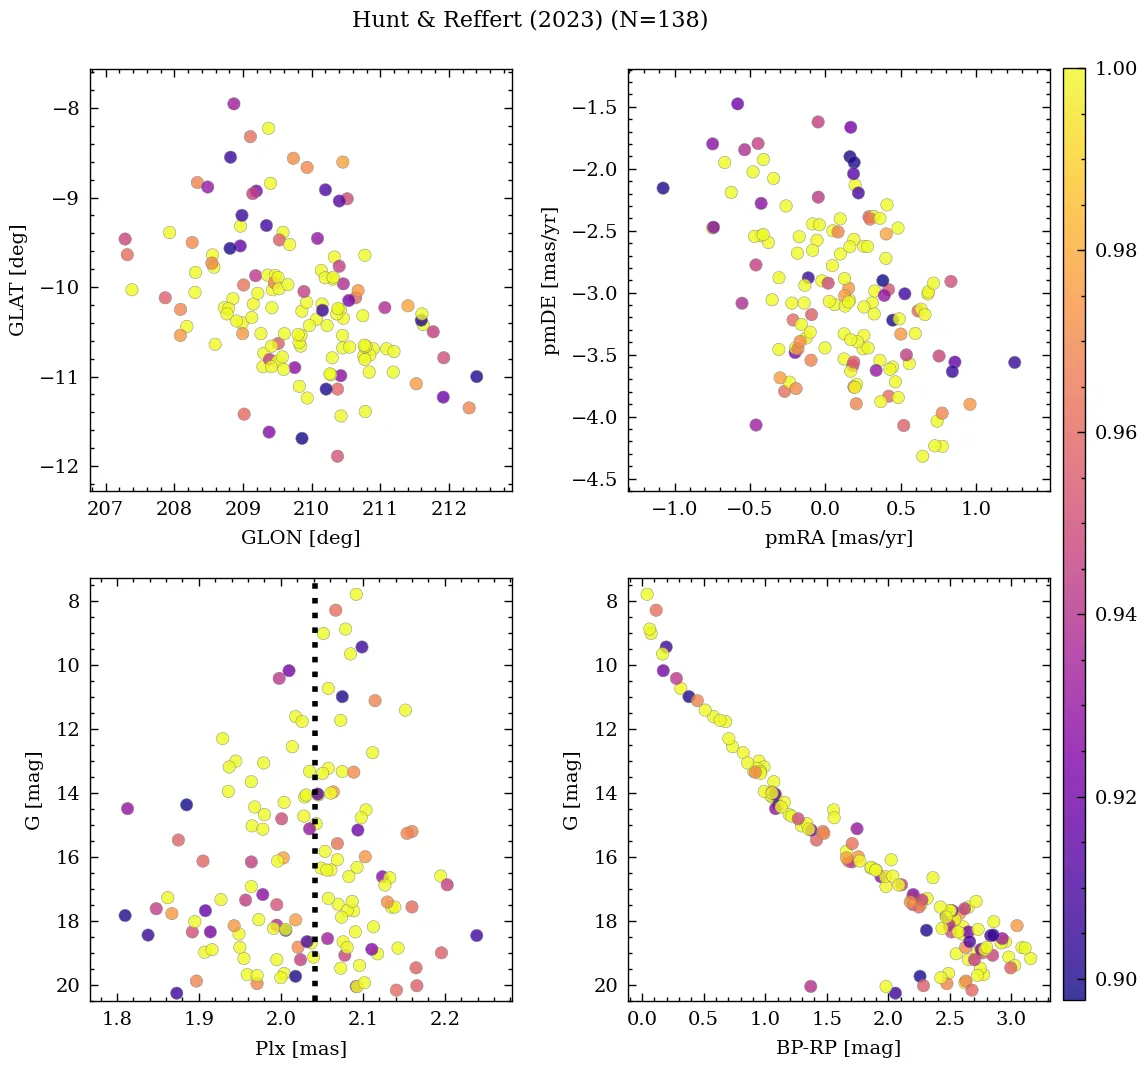 Hunt & Reffert (2023) (N=138)
−8
−9
−10
−11
−12
GLAT [deg]
207 208 209 210 211 212
GLON [deg]
−1.5
−2.0
−2.5
−3.0
−3.5
−4.0
−4.5
pmDE [mas/yr]
−1.0 −0.5 0.0 0.5 1.0
pmRA [mas/yr]
8
10
12
14
16
18
20
G [mag]
1.8 1.9 2.0 2.1 2.2
Plx [mas]
8
10
12
14
16
18
20
G [mag]
0.0 0.5 1.0 1.5 2.0 2.5 3.0
BP-RP [mag]
1.00
0.98
0.96
0.94
0.92
0.90